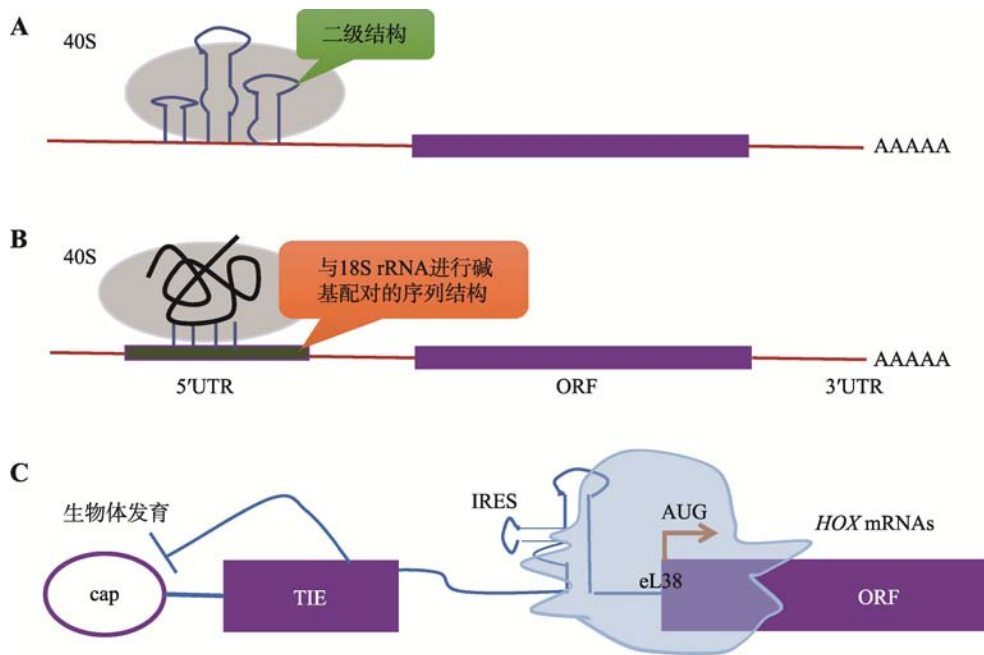 A
40S
二级结构
AAAAA
B
40S
与18S rRNA进行碱
基配对的序列结构
AAAAA
5′UTR
ORF
3′UTR
C
生物体发育
IRES
AUG
HOX mRNAs
eL38
cap
TIE
ORF